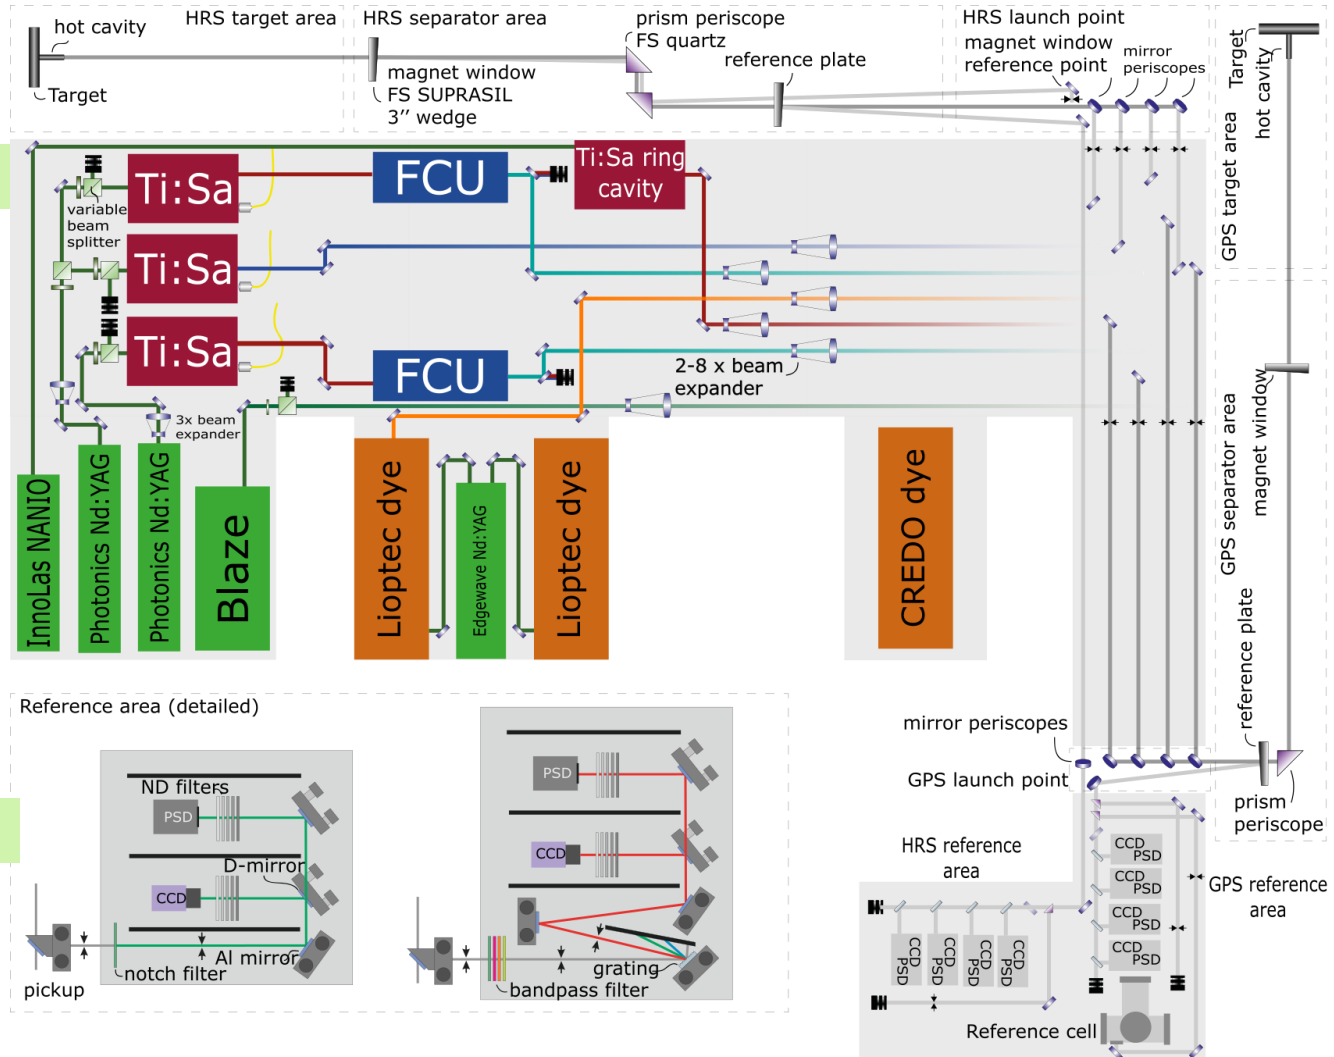 HRS target area
hot cavity
Target
HRS separator area
magnet window
FS SUPRASIL
3’’ wedge
prism periscope
FS quartz
reference plate
HRS launch point
magnet window
reference point
mirror
periscopes
Target
hot cavity
GPS target area
GPS separator area
magnet window
reference plate
prism
periscope
Ti:Sa
FCU
Ti:Sa ring
cavity
variable
beam
splitter
Ti:Sa
Ti:Sa
FCU
2-8 x beam
expander
3x beam
expander
InnoLas NANIO
Photonics Nd:YAG
Photonics Nd:YAG
Blaze
Lioptec dye
Edgewave Nd:YAG
Lioptec dye
CREDO dye
mirror periscopes
GPS launch point
HRS reference
area
GPS reference
area
CCD
PSD
CCD
PSD
CCD
PSD
CCD
PSD
CCD
PSD
CCD
PSD
CCD
PSD
CCD
PSD
Reference cell
Reference area (detailed)
ND filters
PSD
D-mirror
CCD
Al mirror
notch filter
pickup
PSD
CCD
grating
bandpass filter